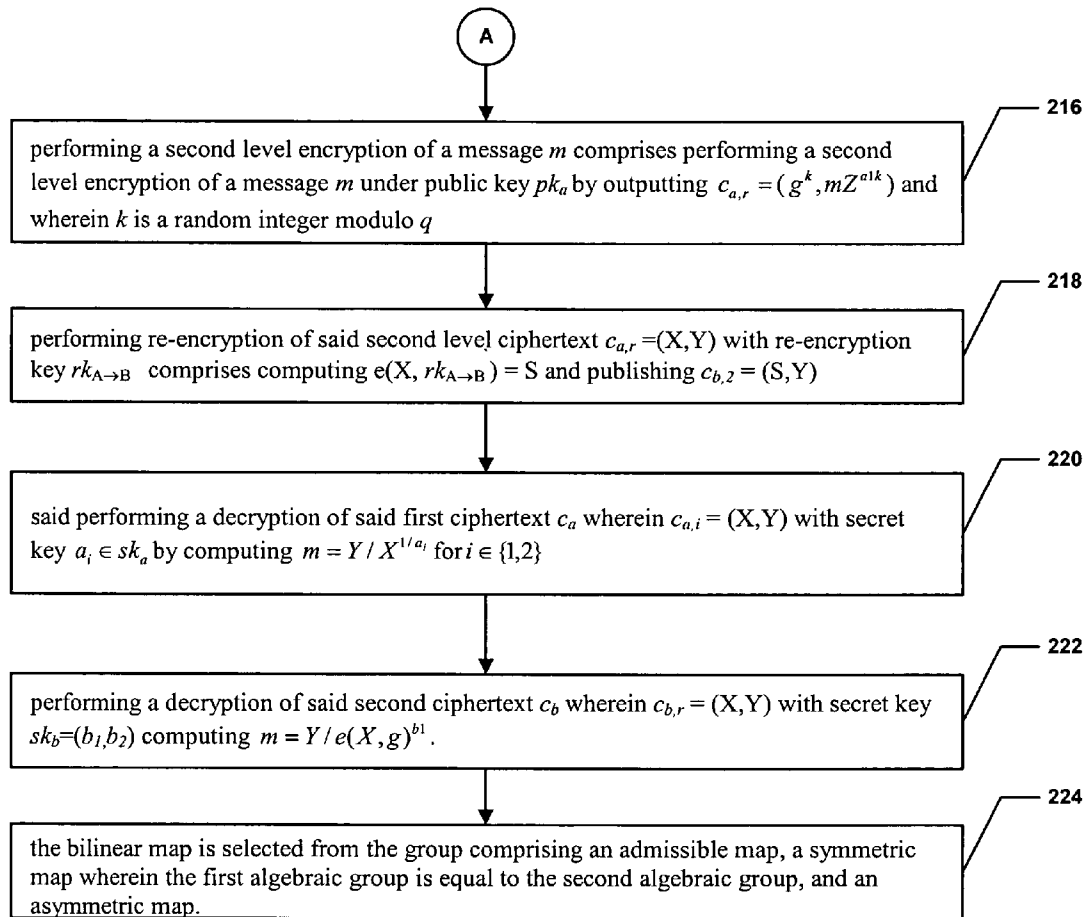 A
216
performing a second level encryption of a message m comprises performing a second
level encryption of a message m under public key pk_a by outputting c_{a,r} = (g^k, mZ^{a1k}) and
wherein k is a random integer modulo q
218
performing re-encryption of said second level ciphertext c_{a,r} =(X,Y) with re-encryption
key rk_{A→B} comprises computing e(X, rk_{A→B}) = S and publishing c_{b,2} = (S,Y)
220
said performing a decryption of said first ciphertext c_a wherein c_{a,i} = (X,Y) with secret
key a_i ∈ sk_a by computing m = Y / X^{1/a_i} for i ∈ {1,2}
222
performing a decryption of said second ciphertext c_b wherein c_{b,r} = (X,Y) with secret key
sk_b=(b_1,b_2) computing m = Y / e(X, g)^{b1}.
224
the bilinear map is selected from the group comprising an admissible map, a symmetric
map wherein the first algebraic group is equal to the second algebraic group, and an
asymmetric map.